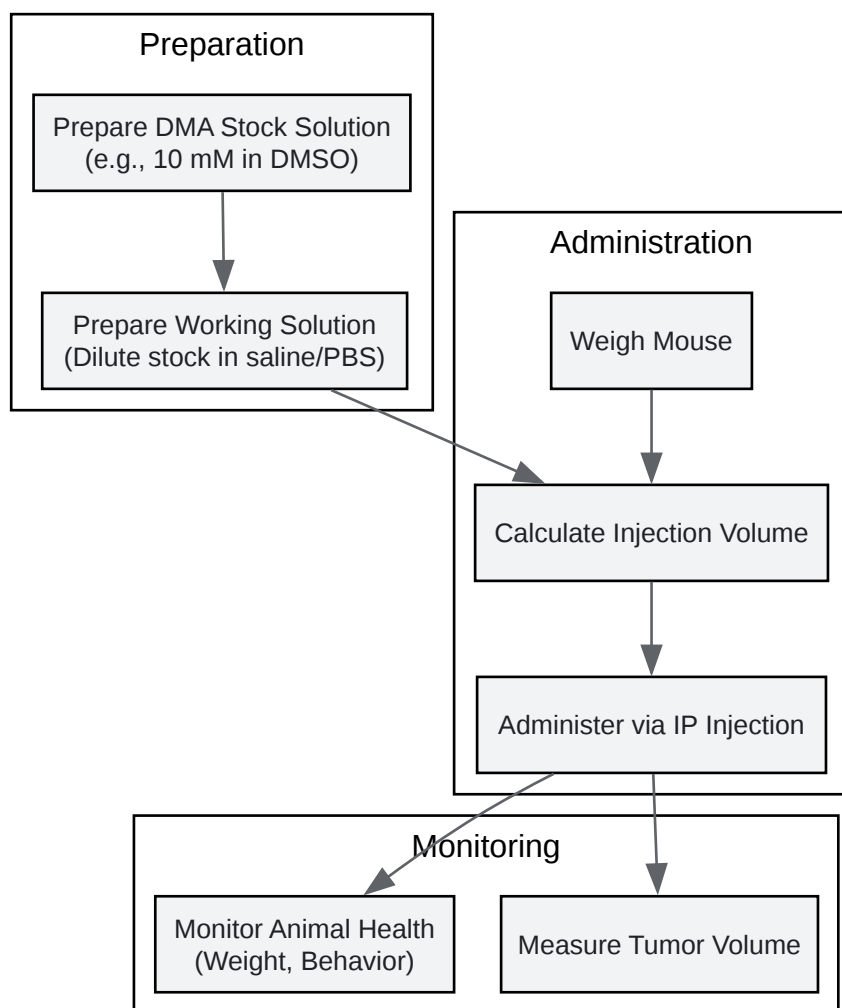 Preparation
Prepare DMA Stock Solution
(e.g., 10 mM in DMSO)
Prepare Working Solution
(Dilute stock in saline/PBS)
Administration
Weigh Mouse
Calculate Injection Volume
Administer via IP Injection
Monitoring
Monitor Animal Health
(Weight, Behavior)
Measure Tumor Volume